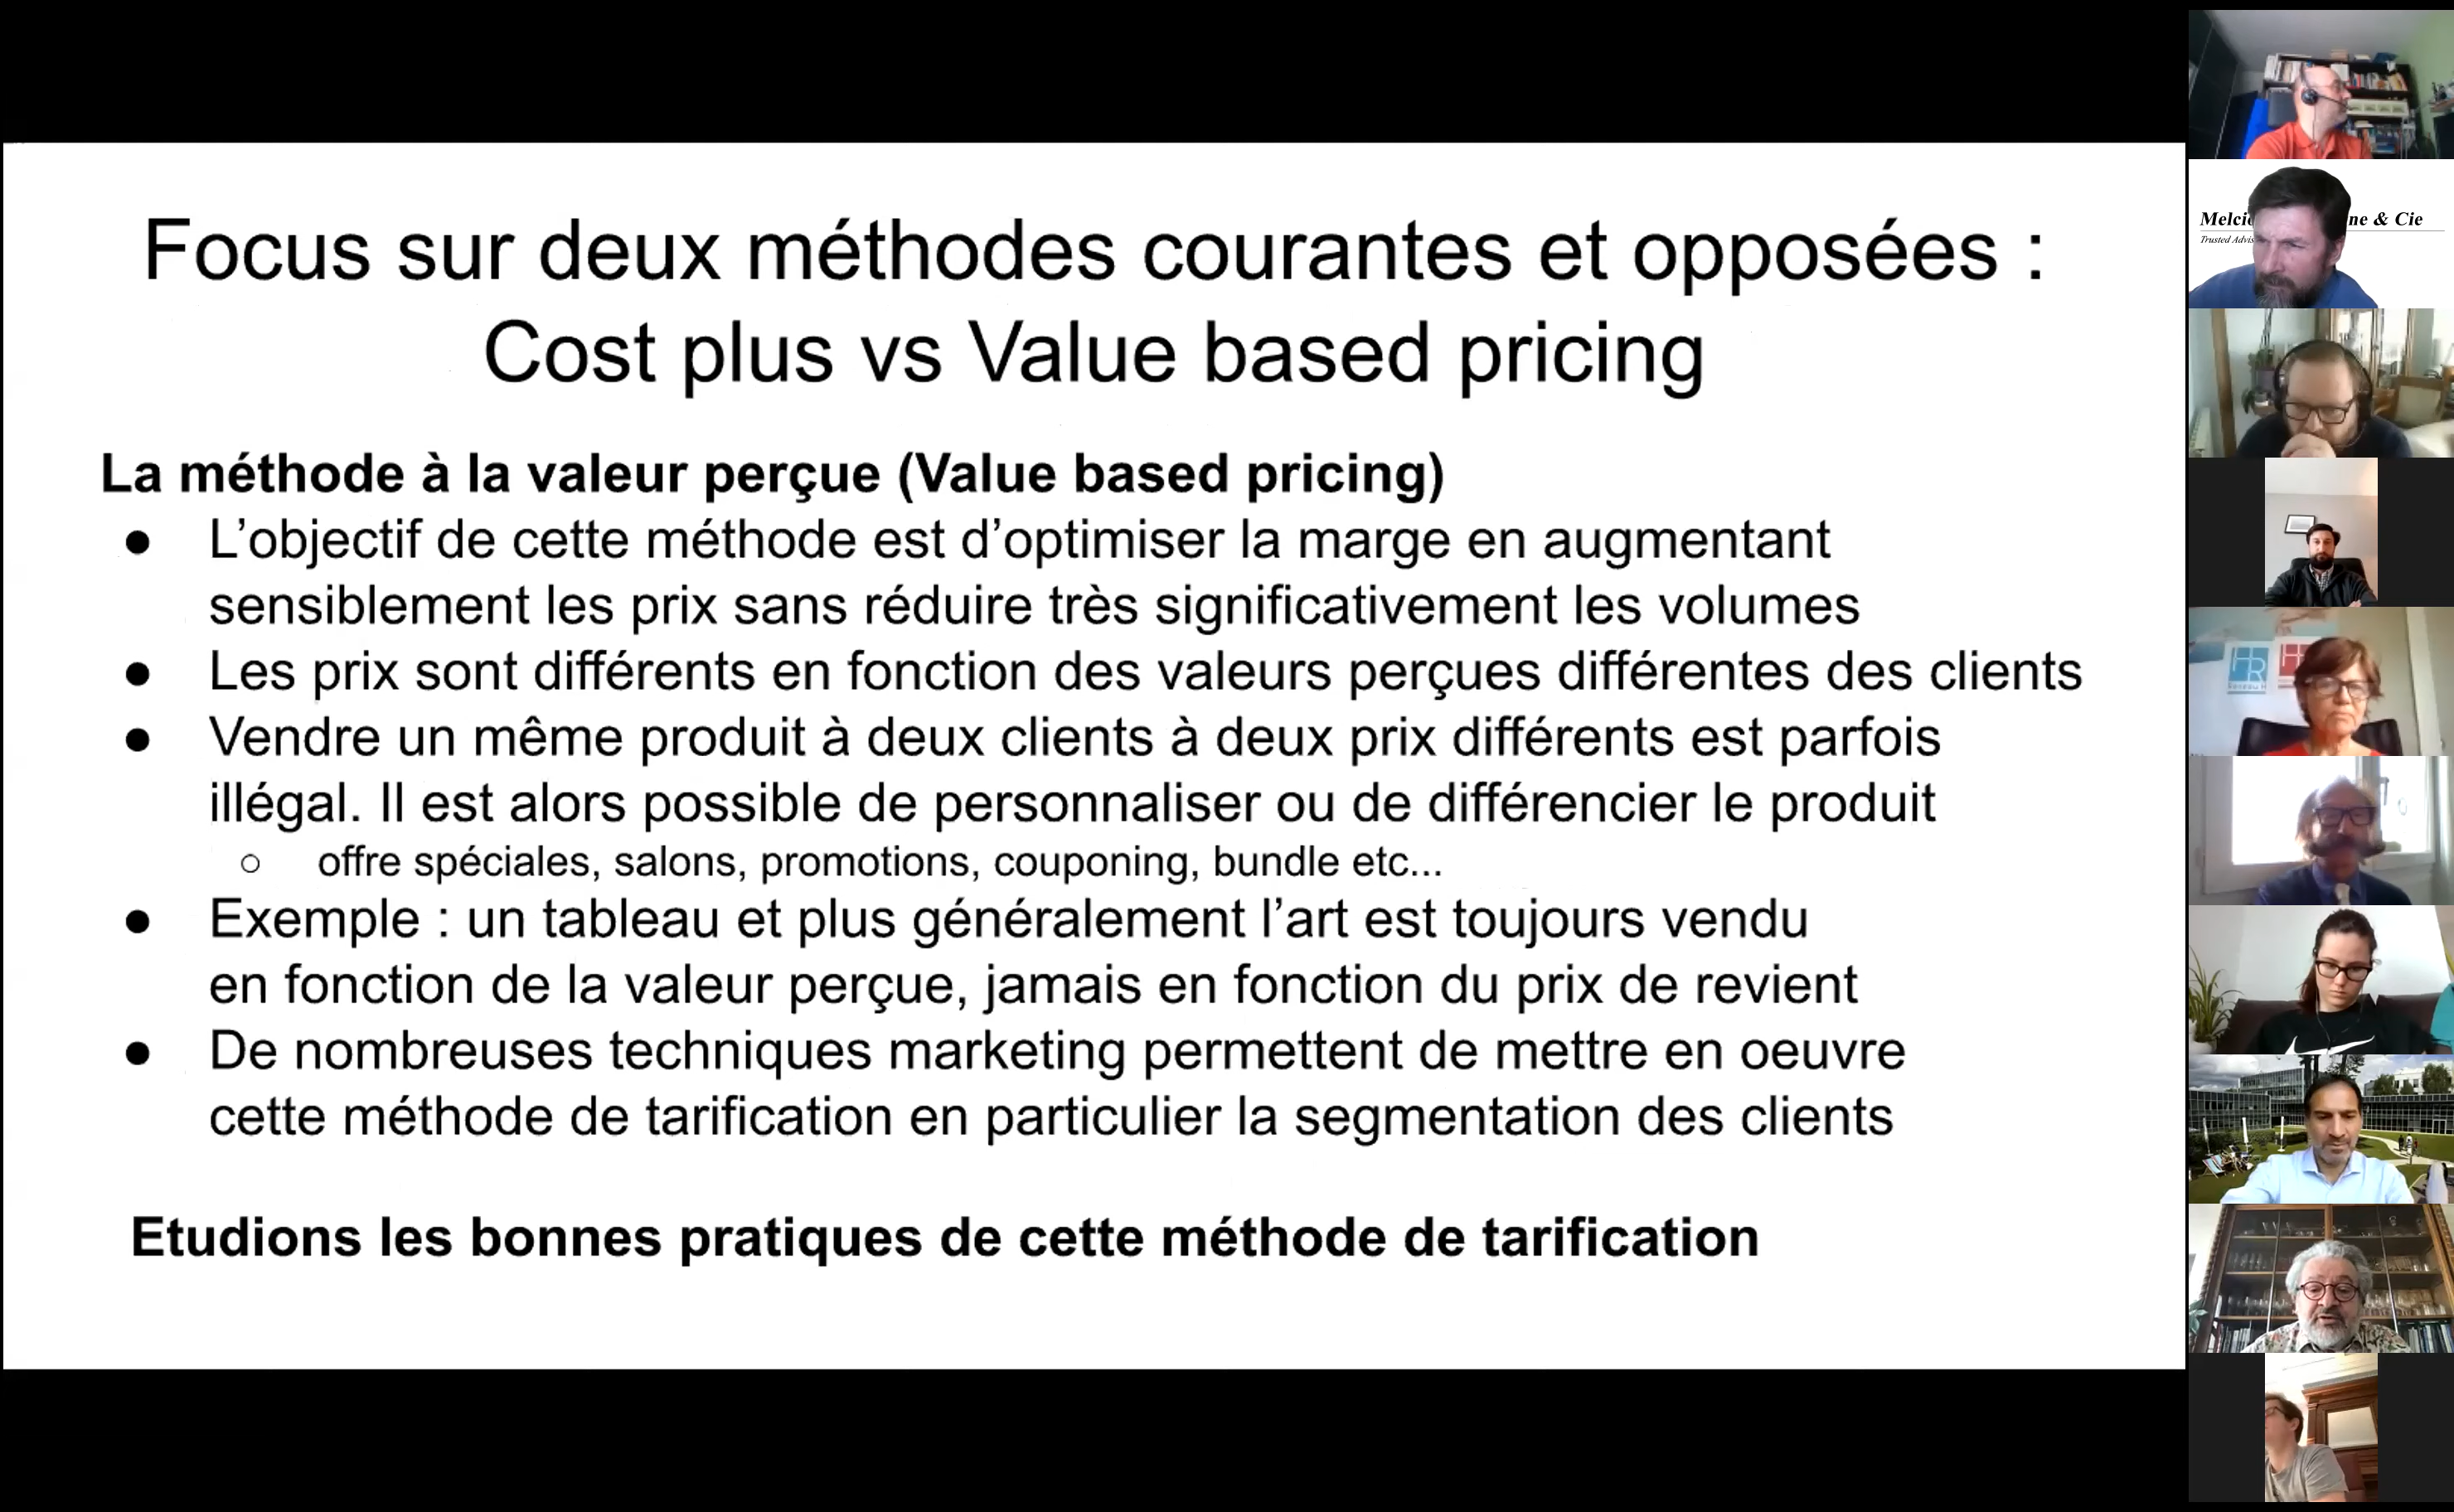 Focus sur deux méthodes courantes et opposées :
Cost plus vs Value based pricing
La méthode à la valeur perçue (Value based pricing)
● L’objectif de cette méthode est d’optimiser la marge en augmentant
sensiblement les prix sans réduire très significativement les volumes
● Les prix sont différents en fonction des valeurs perçues différentes des clients
● Vendre un même produit à deux clients à deux prix différents est parfois
illégal. Il est alors possible de personnaliser ou de différencier le produit
○ offre spéciales, salons, promotions, couponing, bundle etc...
● Exemple : un tableau et plus généralement l’art est toujours vendu
en fonction de la valeur perçue, jamais en fonction du prix de revient
● De nombreuses techniques marketing permettent de mettre en oeuvre
cette méthode de tarification en particulier la segmentation des clients
Etudions les bonnes pratiques de cette méthode de tarification
& Cie
Trusted
HR